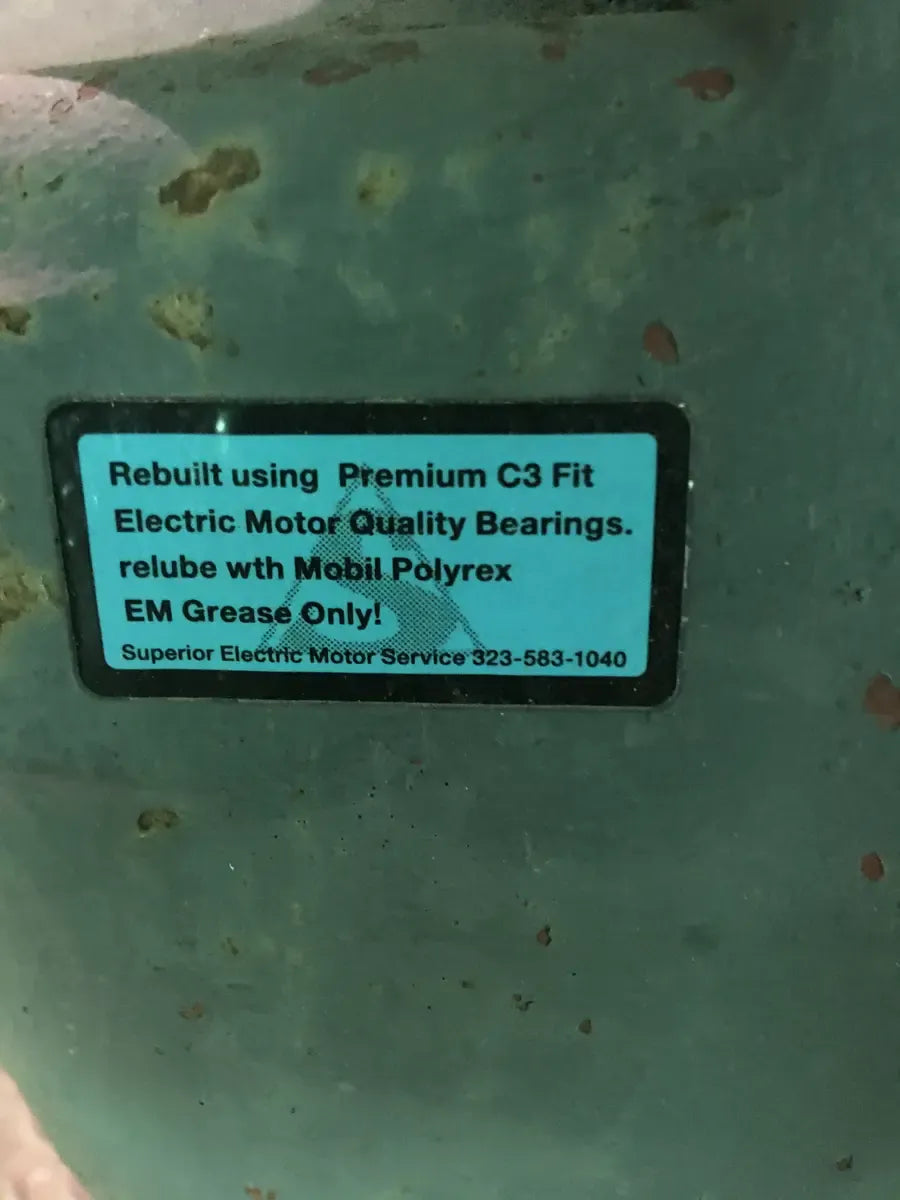 Rebuilt using Premium C3 Fit
Electric Motor Quality Bearings.
relube wth Mobil Polyrex
EM Grease Only!
Superior Electric Motor Service 323-583-1040